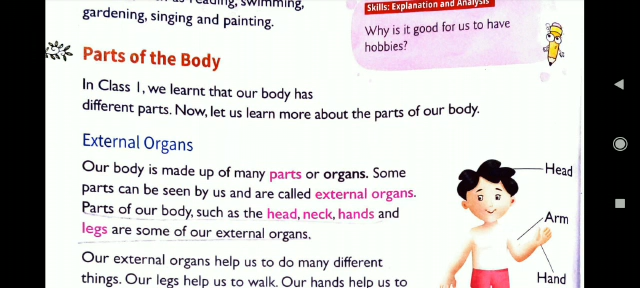 gardening, singing and painting.
Skills: Explanation and Analysis
Why is it good for us to have
hobbies?
Parts of the Body
In Class 1, we learnt that our body has
different parts. Now, let us learn more about the parts of our body.
External Organs
Our body is made up of many parts or organs. Some
parts can be seen by us and are called external organs.
Parts of our body, such as the head, neck, hands and
legs are some of our external organs.
Our external organs help us to do many different
things. Our legs help us to walk. Our hands help us to
Head
Arm
Hand